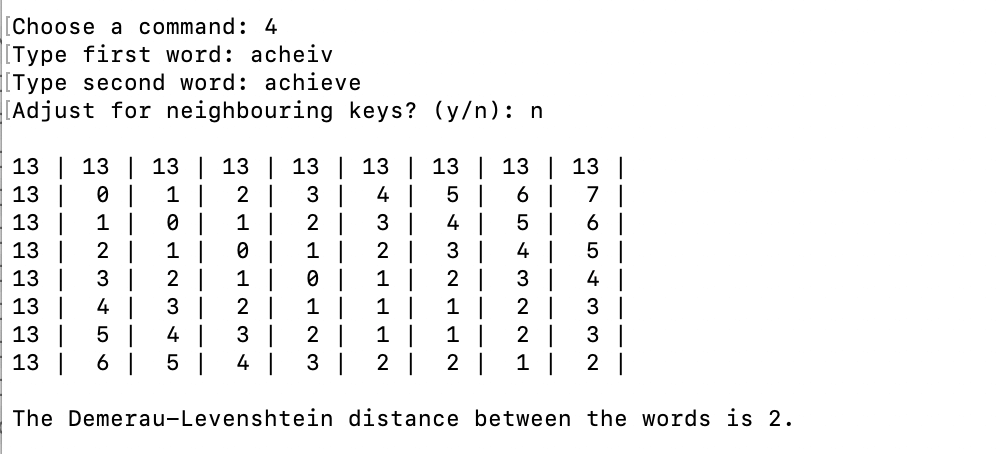 [Choose a command: 4
[Type first word: acheiv
[Type second word: achieve
[Adjust for neighbouring keys? (y/n): n
13 | 13 | 13 | 13 | 13 | 13 | 13 | 13 | 13 |
13 | 0 | 1 | 2 | 3 | 4 | 5 | 6 | 7 |
13 | 1 | 0 | 1 | 2 | 3 | 4 | 5 | 6 |
13 | 2 | 1 | 0 | 1 | 2 | 3 | 4 | 5 |
13 | 3 | 2 | 1 | 0 | 1 | 2 | 3 | 4 |
13 | 4 | 3 | 2 | 1 | 1 | 1 | 2 | 3 |
13 | 5 | 4 | 3 | 2 | 1 | 1 | 2 | 3 |
13 | 6 | 5 | 4 | 3 | 2 | 2 | 1 | 2 |
The Demerau–Levenshtein distance between the words is 2.